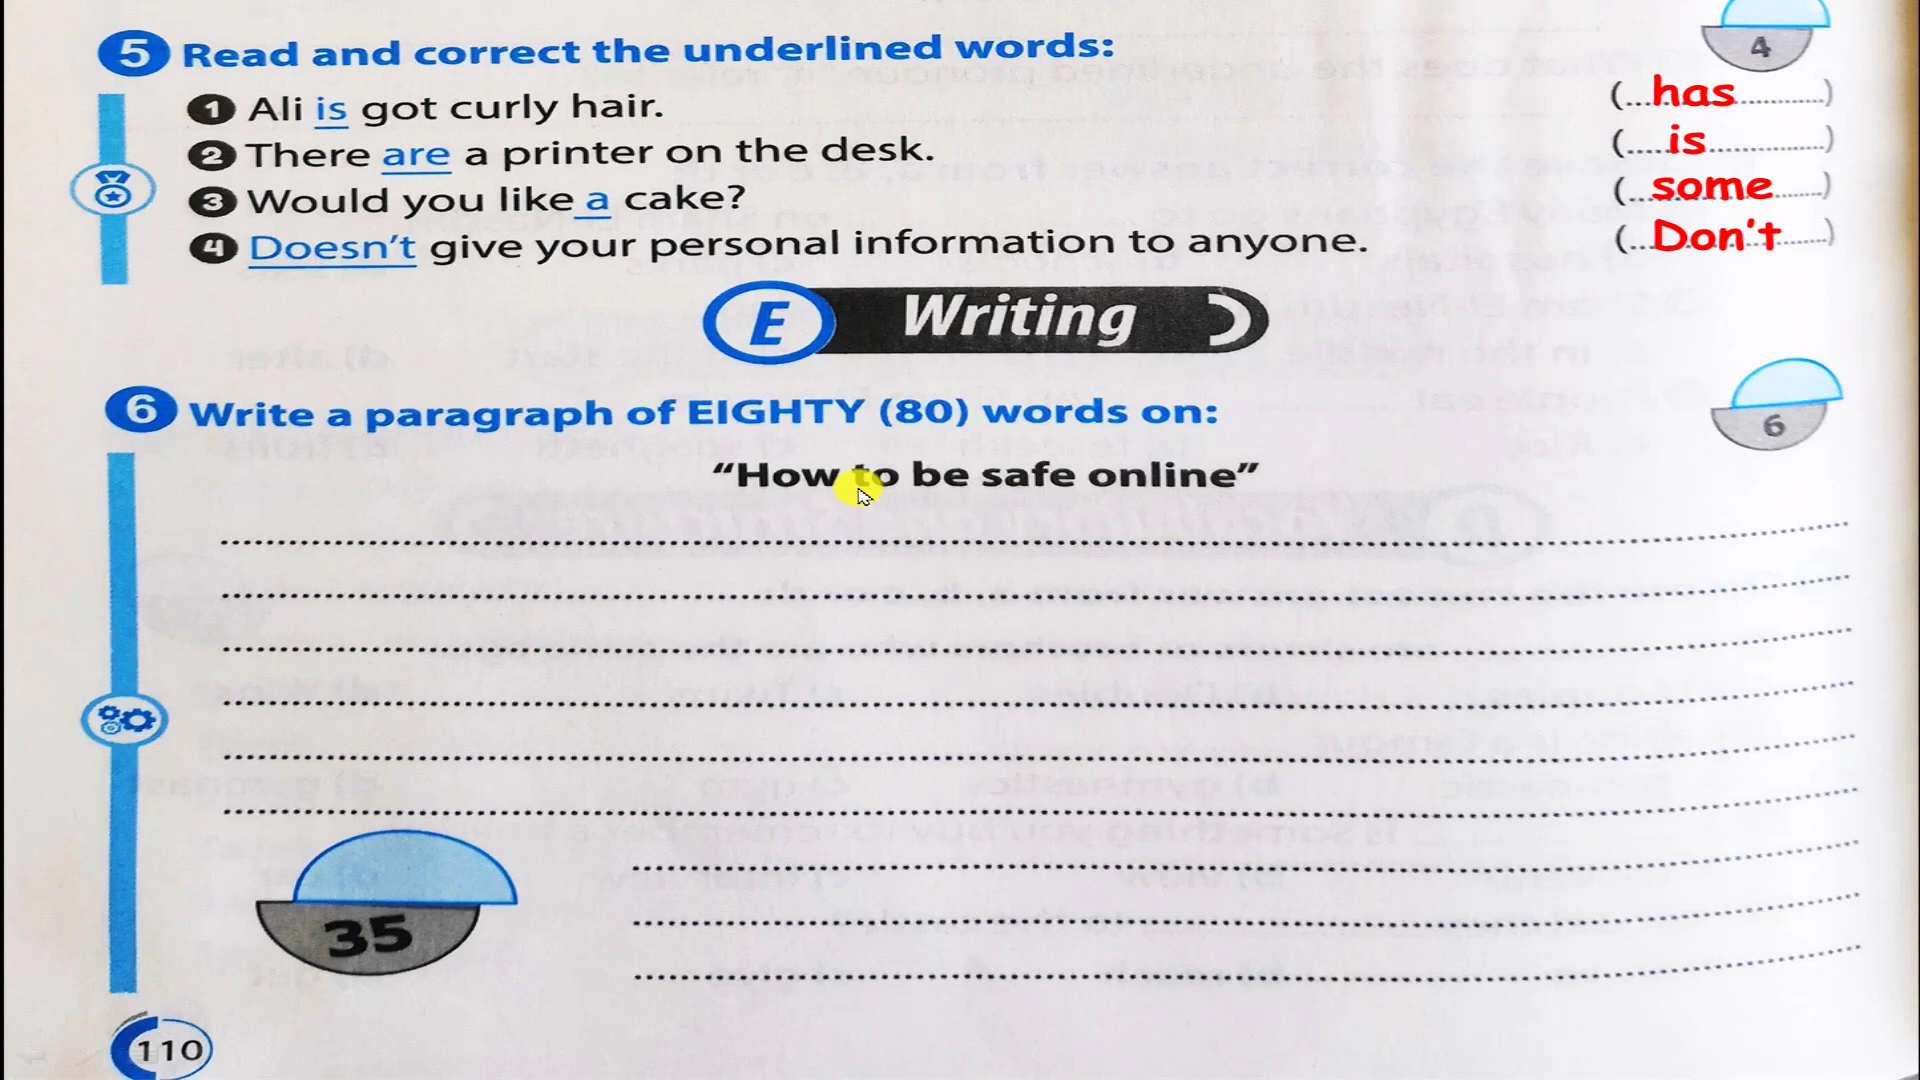 5 Read and correct the underlined words:
4
1 Ali is got curly hair. (...has...)
2 There are a printer on the desk. (...is...)
3 Would you like a cake? (...some...)
4 Doesn't give your personal information to anyone. (...Don't...)
E Writing
6 Write a paragraph of EIGHTY (80) words on:
6
"How to be safe online"
35
110